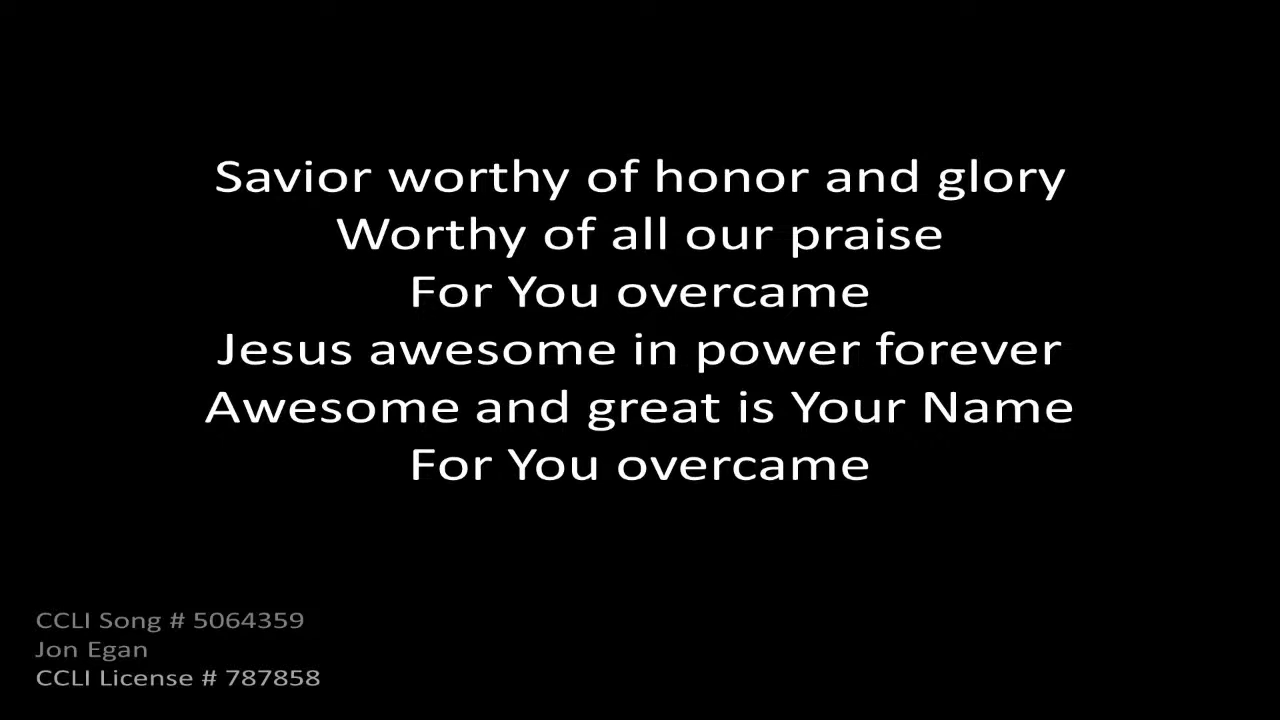 Savior worthy of honor and glory
Worthy of all our praise
For You overcame
Jesus awesome in power forever
Awesome and great is Your Name
For You overcame
CCLI Song # 5064359
Jon Egan
CCLI License # 787858